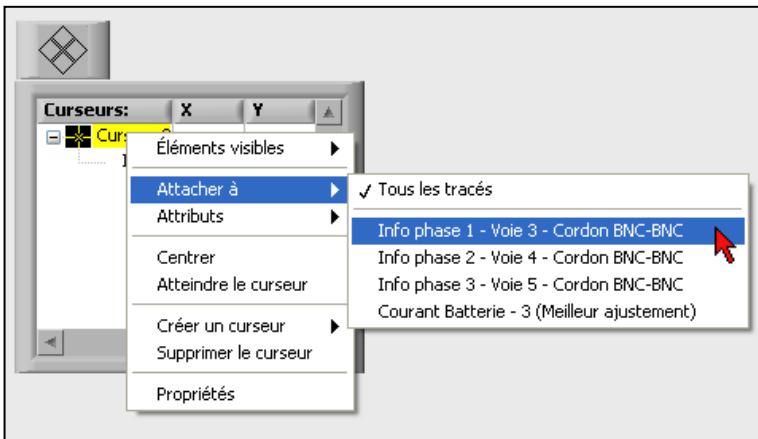 Curseurs: X Y
Éléments visibles
Attacher à
✓ Tous les tracés
Attributs
Info phase 1 - Voie 3 - Cordon BNC-BNC
Centrer
Info phase 2 - Voie 4 - Cordon BNC-BNC
Atteindre le curseur
Info phase 3 - Voie 5 - Cordon BNC-BNC
Courant Batterie - 3 (Meilleur ajustement)
Créer un curseur
Supprimer le curseur
Propriétés